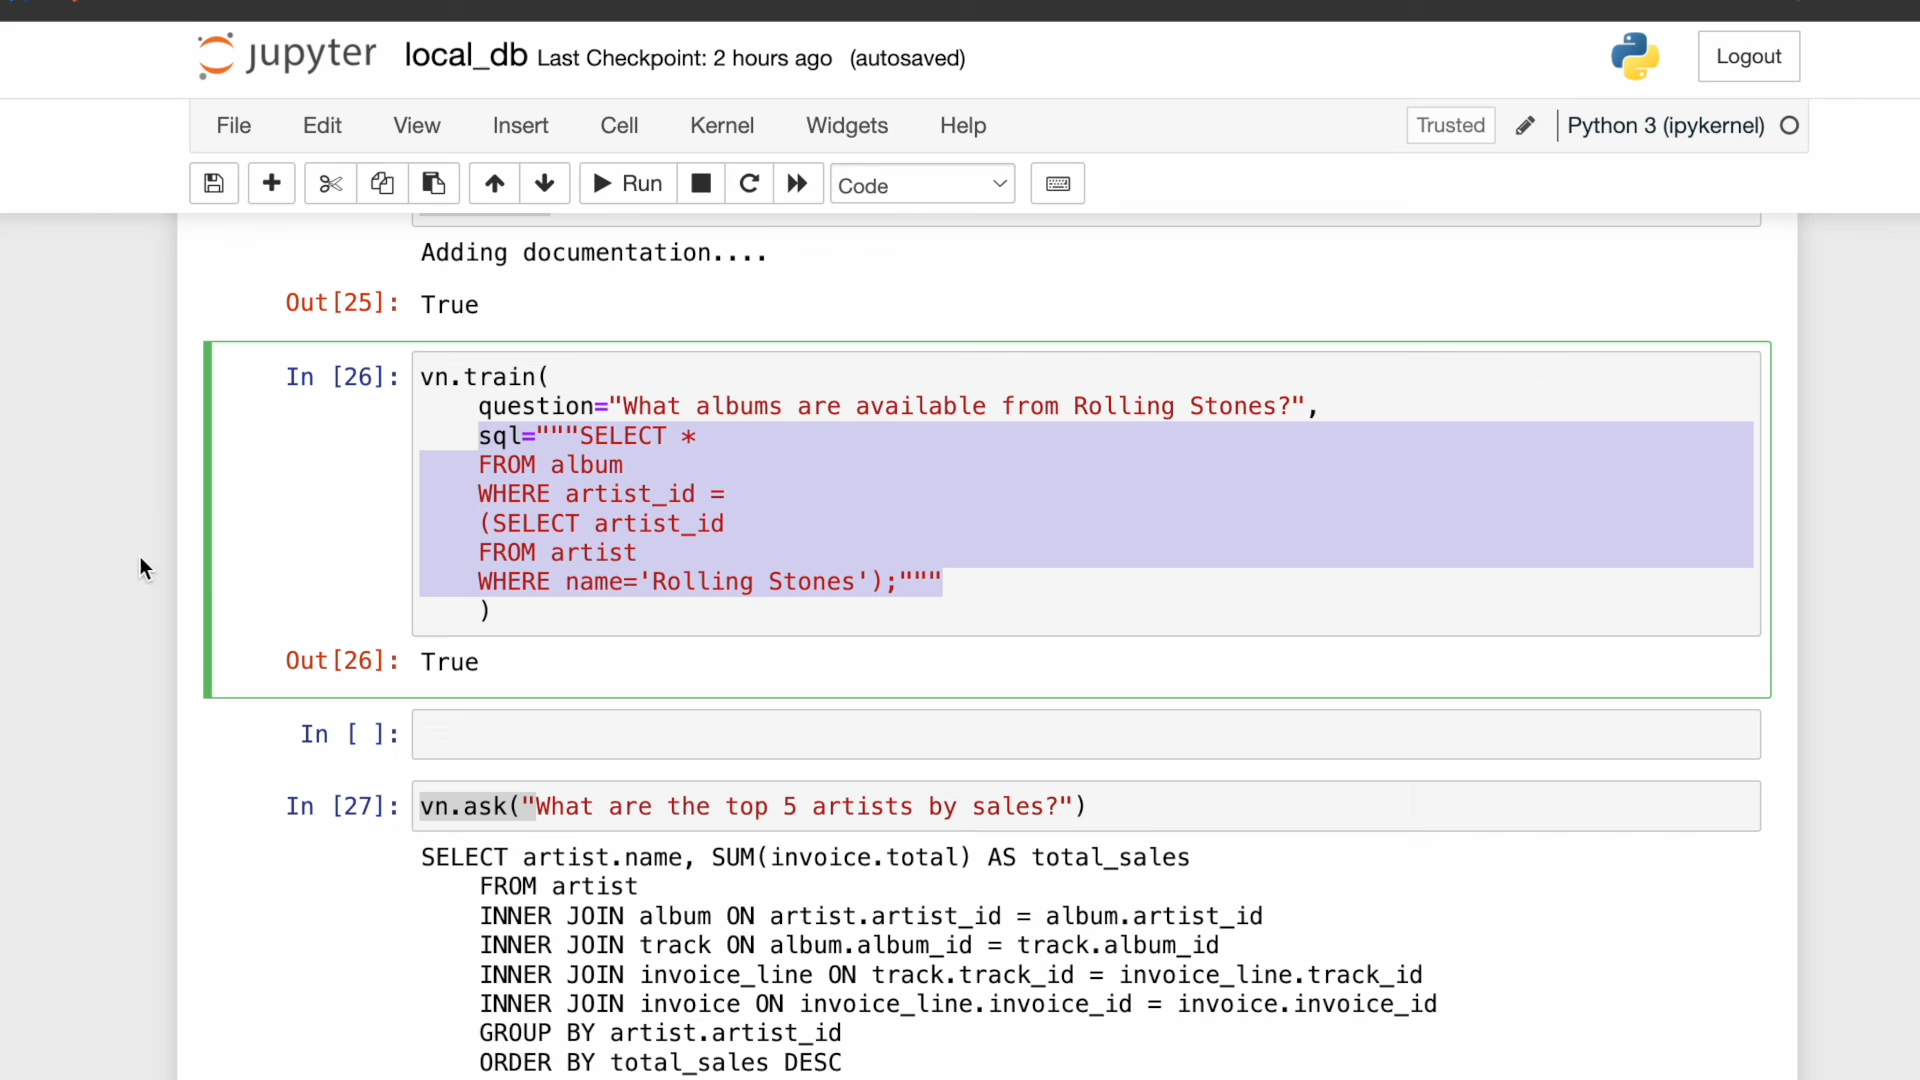 jupyter local_db Last Checkpoint: 2 hours ago (autosaved) Logout
File Edit View Insert Cell Kernel Widgets Help Trusted Python 3 (ipykernel)
Run Code
Adding documentation....
Out[25]: True
In [26]: vn.train(
question="What albums are available from Rolling Stones?",
sql="""SELECT *
FROM album
WHERE artist_id =
(SELECT artist_id
FROM artist
WHERE name='Rolling Stones');"""
)
Out[26]: True
In [ ]:
In [27]: vn.ask("What are the top 5 artists by sales?")
SELECT artist.name, SUM(invoice.total) AS total_sales
FROM artist
INNER JOIN album ON artist.artist_id = album.artist_id
INNER JOIN track ON album.album_id = track.album_id
INNER JOIN invoice_line ON track.track_id = invoice_line.track_id
INNER JOIN invoice ON invoice_line.invoice_id = invoice.invoice_id
GROUP BY artist.artist_id
ORDER BY total_sales DESC